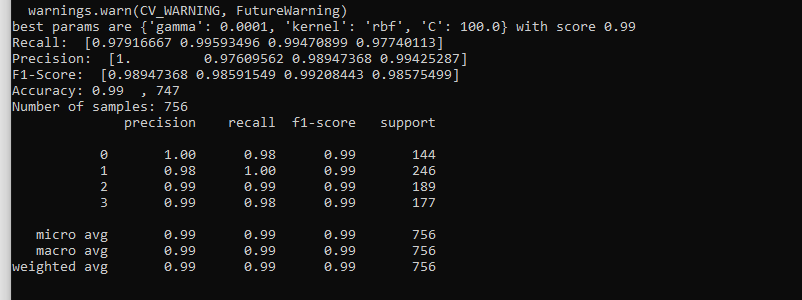 warnings.warn(CV_WARNING, FutureWarning)
best params are {'gamma': 0.0001, 'kernel': 'rbf', 'C': 100.0} with score 0.99
Recall:  [0.97916667 0.99593496 0.99470899 0.97740113]
Precision:  [1.         0.97609562 0.98947368 0.99425287]
F1-Score:  [0.98947368 0.98591549 0.99208443 0.98575499]
Accuracy: 0.99  , 747
Number of samples: 756
              precision    recall  f1-score   support
           0       1.00      0.98      0.99       144
           1       0.98      1.00      0.99       246
           2       0.99      0.99      0.99       189
           3       0.99      0.98      0.99       177
   micro avg       0.99      0.99      0.99       756
   macro avg       0.99      0.99      0.99       756
weighted avg       0.99      0.99      0.99       756